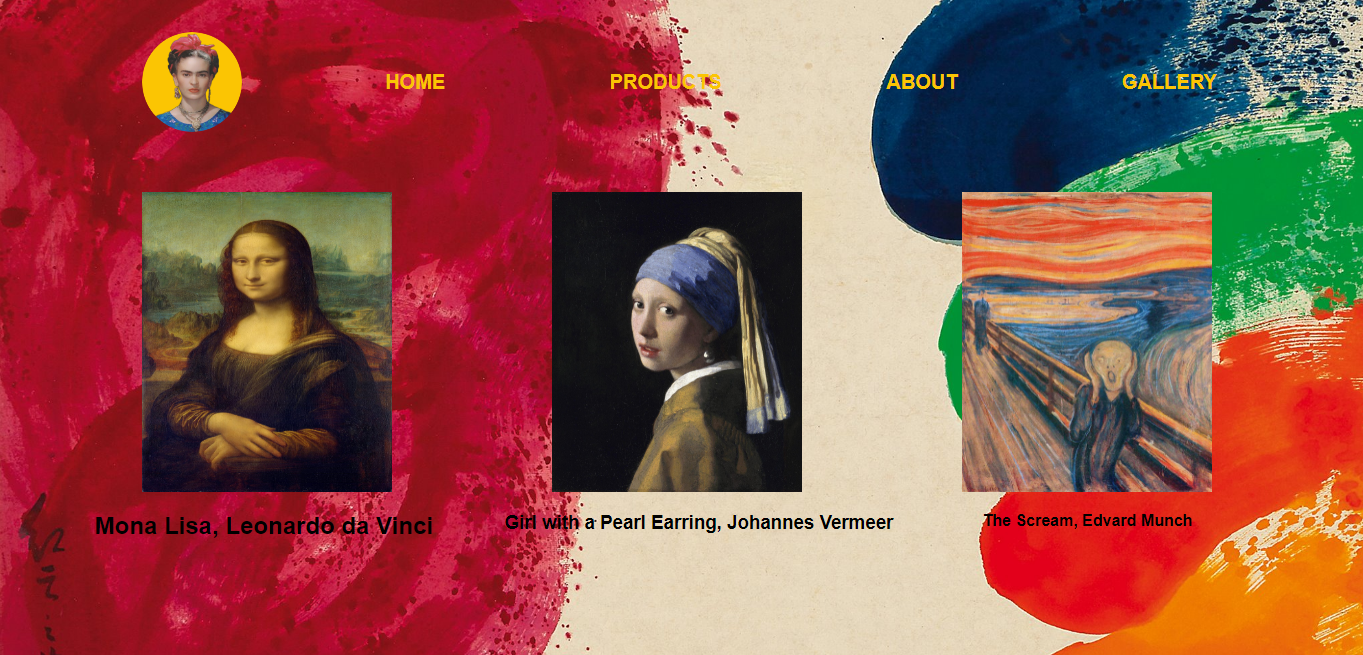 HOME
PRODUCTS
ABOUT
GALLERY
Mona Lisa, Leonardo da Vinci
Girl with a Pearl Earring, Johannes Vermeer
The Scream, Edvard Munch